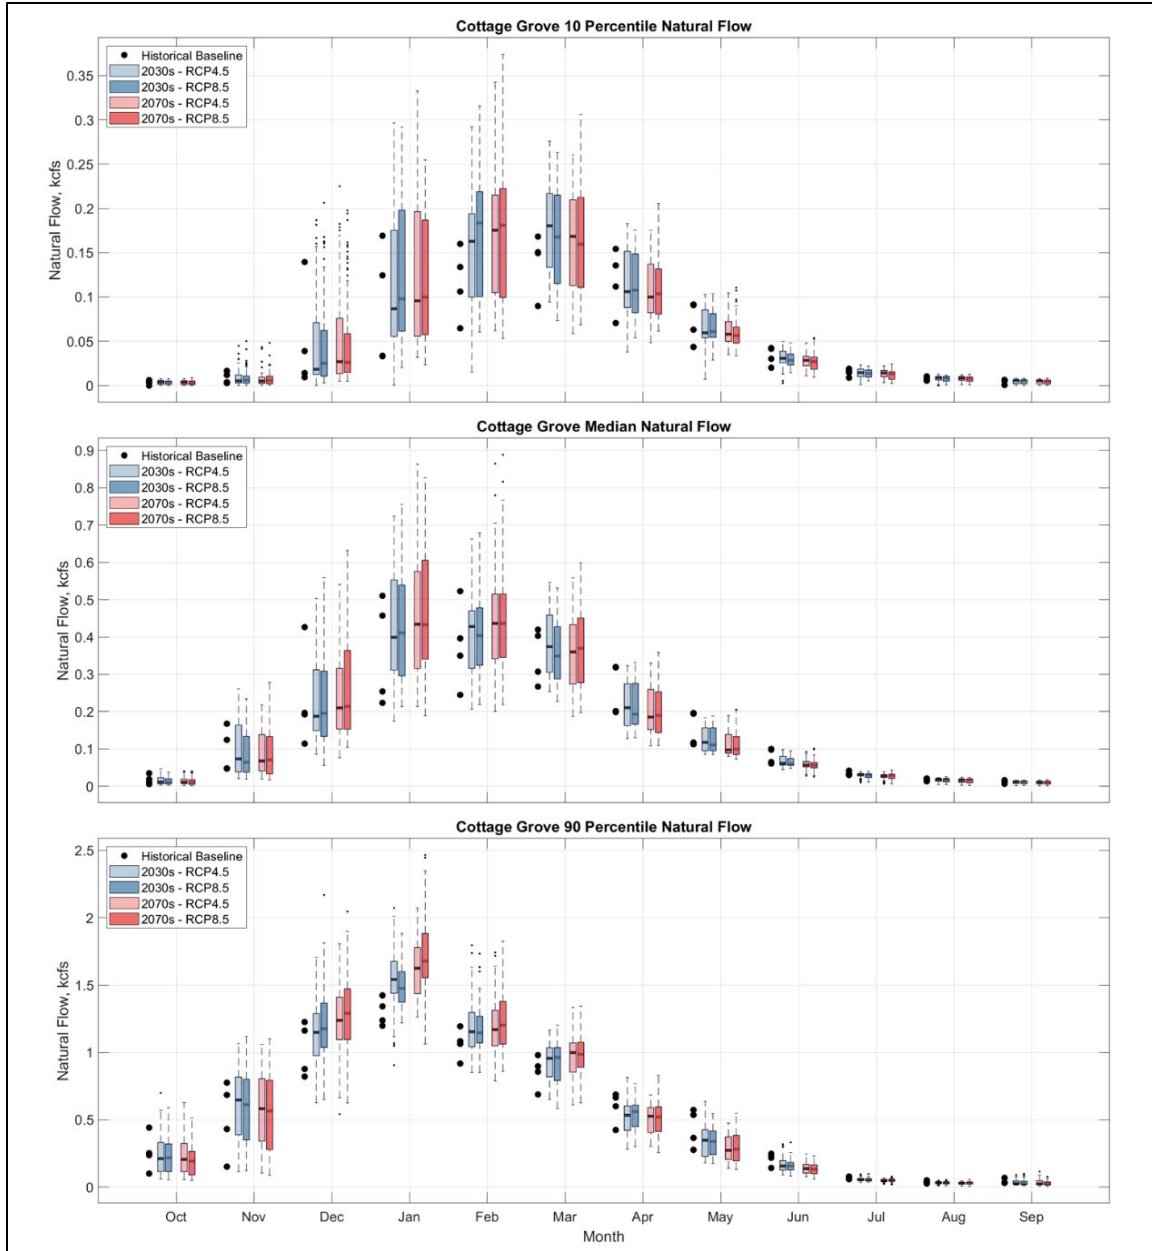 Cottage Grove 10 Percentile Natural Flow
Historical Baseline
2030s - RCP4.5
2030s - RCP8.5
2070s - RCP4.5
2070s - RCP8.5
Natural Flow, kcfs
0.35
0.3
0.25
0.2
0.15
0.1
0.05
0
Cottage Grove Median Natural Flow
Historical Baseline
2030s - RCP4.5
2030s - RCP8.5
2070s - RCP4.5
2070s - RCP8.5
Natural Flow, kcfs
0.9
0.8
0.7
0.6
0.5
0.4
0.3
0.2
0.1
0
Cottage Grove 90 Percentile Natural Flow
Historical Baseline
2030s - RCP4.5
2030s - RCP8.5
2070s - RCP4.5
2070s - RCP8.5
Natural Flow, kcfs
2.5
2
1.5
1
0.5
0
Oct Nov Dec Jan Feb Mar Apr May Jun Jul Aug Sep
Month